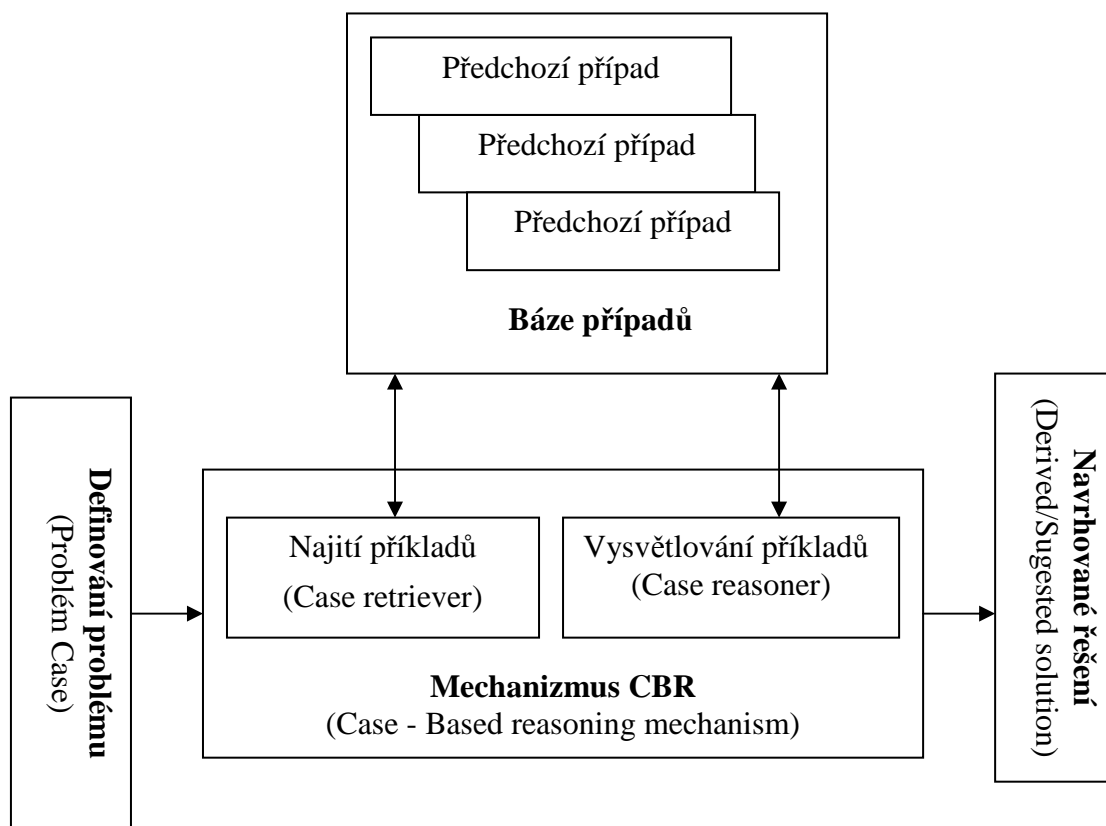 Předchozí případ
Předchozí případ
Předchozí případ
Báze případů
Definování problému
(Problém Case)
Najití příkladů
(Case retriever)
Vysvětlování příkladů
(Case reasoner)
Mechanizmus CBR
(Case - Based reasoning mechanism)
Navrhované řešení
(Derived/Sugested solution)